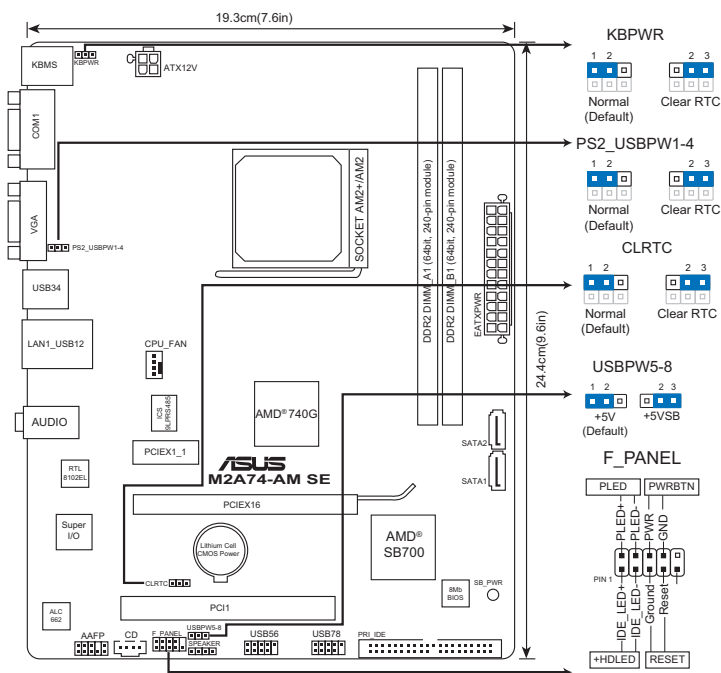 19.3cm(7.6in)
KBMS
KBPWR
ATX12V
COM1
VGA
PS2_USBPW1-4
USB34
LAN1_USB12
AUDIO
SOCKET AM2+/AM2
DDR2 DIMM_A1 (64bit, 240-pin module)
DDR2 DIMM_B1 (64bit, 240-pin module)
EATXPWR
24.4cm(9.6in)
CPU_FAN
ICS
9LPRS485
AMD® 740G
PCIEX1_1
ASUS
M2A74-AM SE
SATA2
SATA1
RTL
8102EL
PCIEX16
Super
I/O
Lithium Cell
CMOS Power
AMD®
SB700
CLRTC
8Mb
BIOS
SB_PWR
PCI1
ALC
662
AAFP
CD
F_PANEL
USBPW5-8
SPEAKER
USB56
USB78
PRI_IDE
KBPWR
1 2
2 3
Normal
(Default)
Clear RTC
PS2_USBPW1-4
1 2
2 3
Normal
(Default)
Clear RTC
CLRTC
1 2
2 3
Normal
(Default)
Clear RTC
USBPW5-8
1 2
2 3
+5V
(Default)
+5VSB
F_PANEL
PLED
PWRBTN
PLED+
PLED-
PWR
GND
PIN 1
IDE_LED+
IDE_LED-
Ground
Reset
+HDLED
RESET